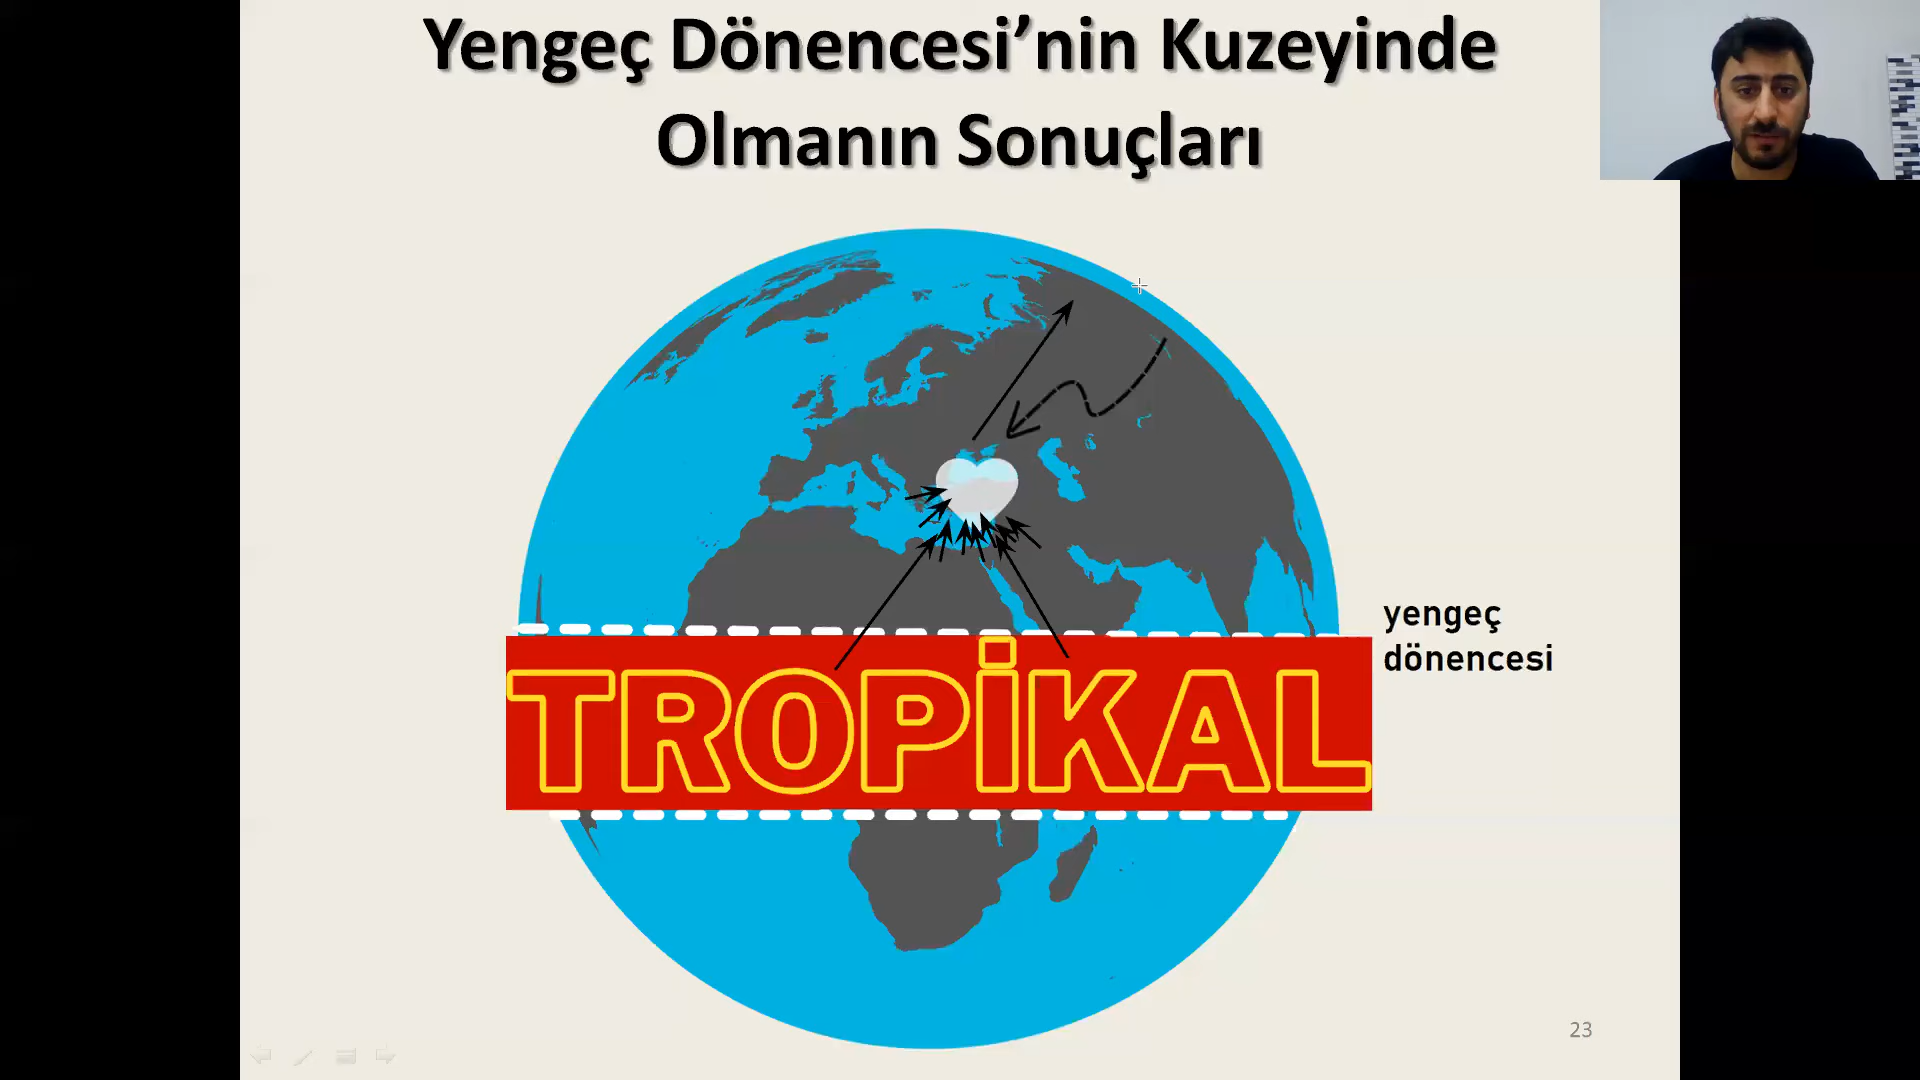 Yengeç Dönencesi’nin Kuzeyinde
Olmanın Sonuçları
yengeç
dönencesi
TROPİKAL
23